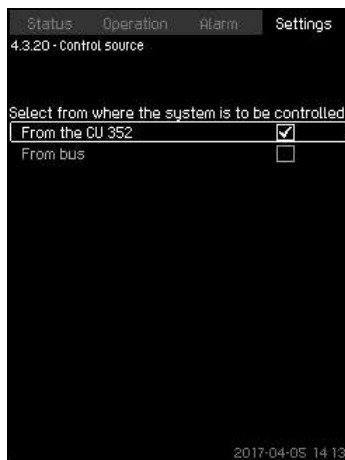 Status Operation Alarm Settings
4.3.20 - Control source
Select from where the system is to be controlled
From the CU 352
From bus
2017-04-05 14:13